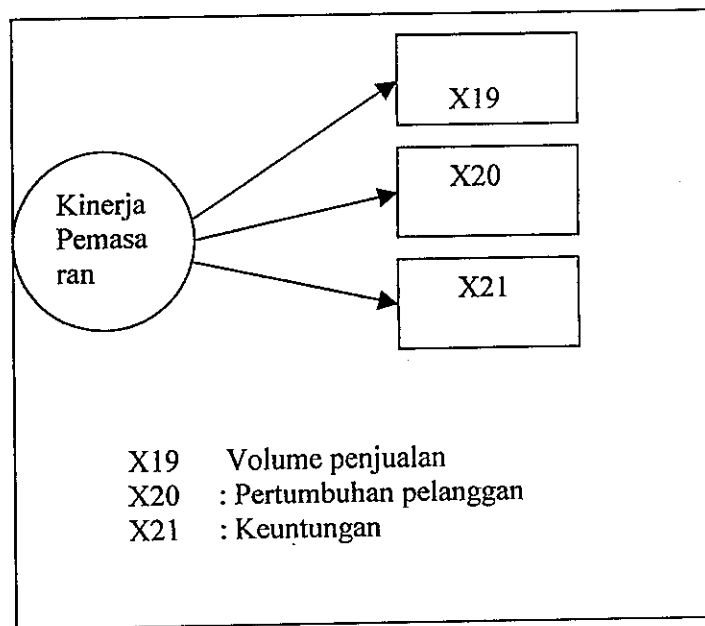 X19
X20
X21
Kinerja
Pemasa
ran
X19 Volume penjualan
X20 : Pertumbuhan pelanggan
X21 : Keuntungan